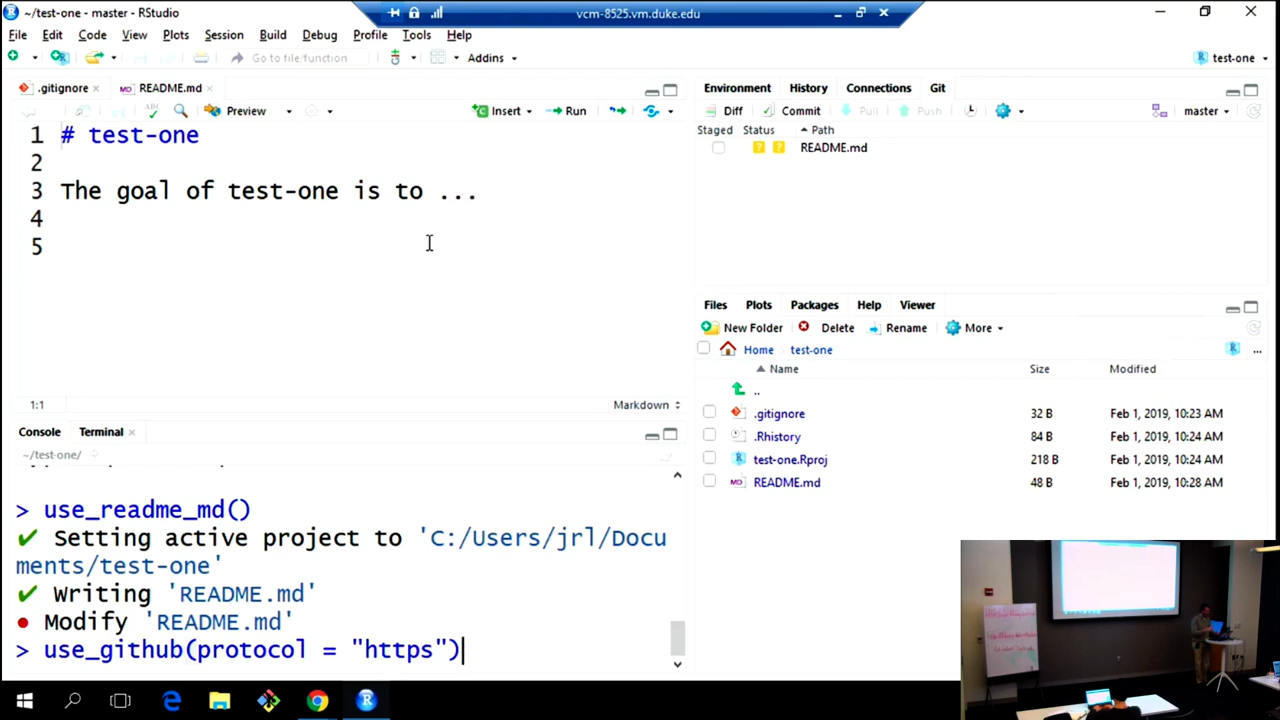 ~/test-one - master - RStudio
vcm-8525.vm.duke.edu
File Edit Code View Plots Session Build Debug Profile Tools Help
Go to file/function
Addins
test-one
.gitignore
README.md
Preview
Insert
Run
1 # test-one
2
3 The goal of test-one is to ...
4
5
1:1
Markdown
Console Terminal
~/test-one/
> use_readme_md()
✔ Setting active project to 'C:/Users/jrl/Docu
ments/test-one'
✔ Writing 'README.md'
● Modify 'README.md'
> use_github(protocol = "https")
Environment History Connections Git
Diff Commit Pull Push master
Staged Status Path
? ? README.md
Files Plots Packages Help Viewer
New Folder Delete Rename More
Home test-one ...
Name Size Modified
..
.gitignore 32 B Feb 1, 2019, 10:23 AM
.Rhistory 84 B Feb 1, 2019, 10:24 AM
test-one.Rproj 218 B Feb 1, 2019, 10:24 AM
README.md 48 B Feb 1, 2019, 10:28 AM